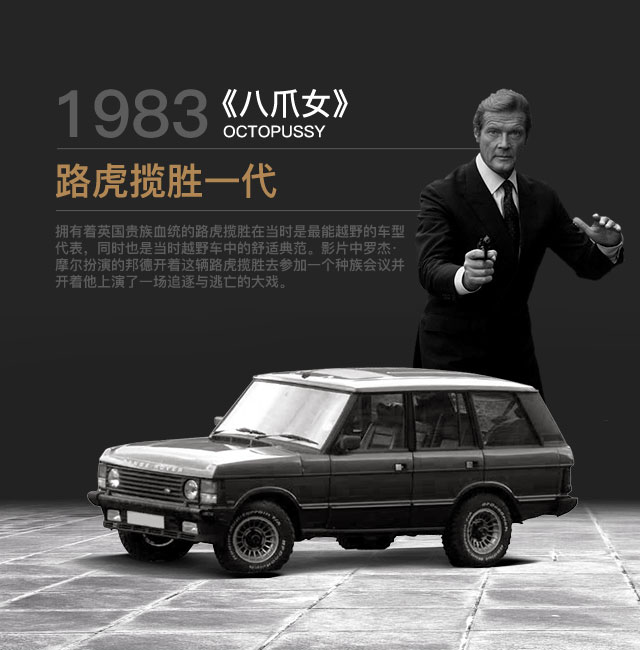 1983《八爪女》
OCTOPUSSY
路虎揽胜一代
拥有着英国贵族血统的路虎揽胜在当时是最能越野的车型
代表，同时也是当时越野车中的舒适典范。影片中罗杰·
摩尔扮演的邦德开着这辆路虎揽胜去参加一个种族会议并
开着他上演了一场追逐与逃亡的大戏。
RANGE ROVER